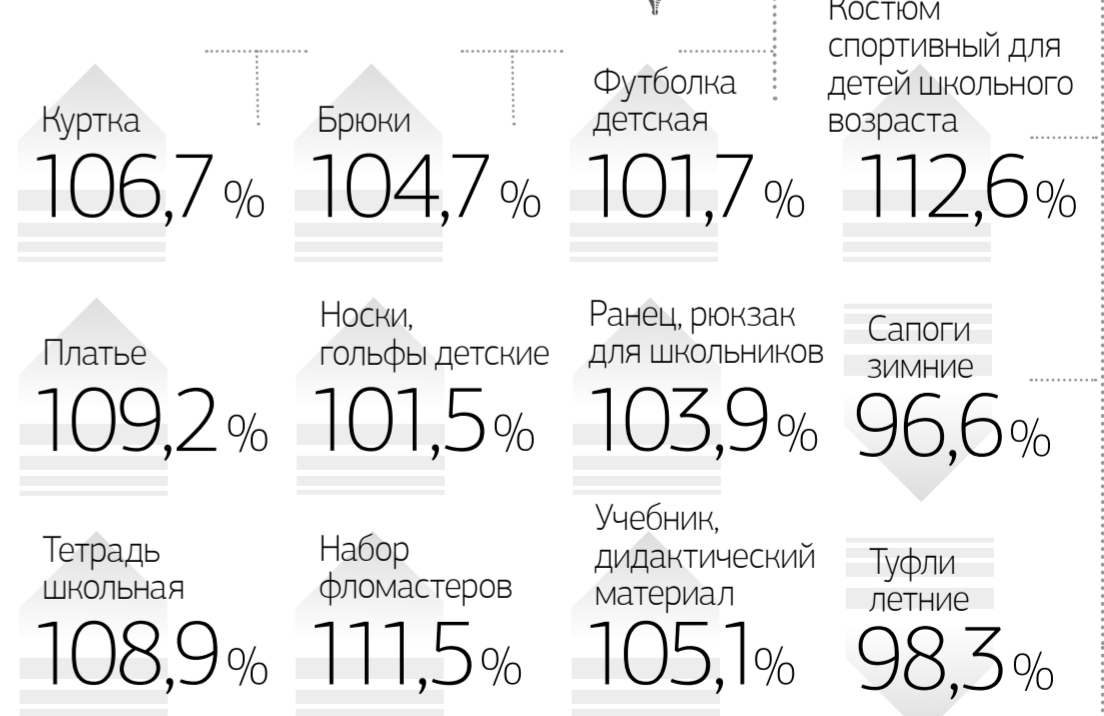 Куртка
106,7 %
Брюки
104,7 %
Футболка
детская
101,7 %
Костюм
спортивный для
детей школьного
возраста
112,6 %
Платье
109,2 %
Носки,
гольфы детские
101,5 %
Ранец, рюкзак
для школьников
103,9 %
Сапоги
зимние
96,6 %
Тетрадь
школьная
108,9 %
Набор
фломастеров
111,5 %
Учебник,
дидактический
материал
105,1 %
Туфли
летние
98,3 %